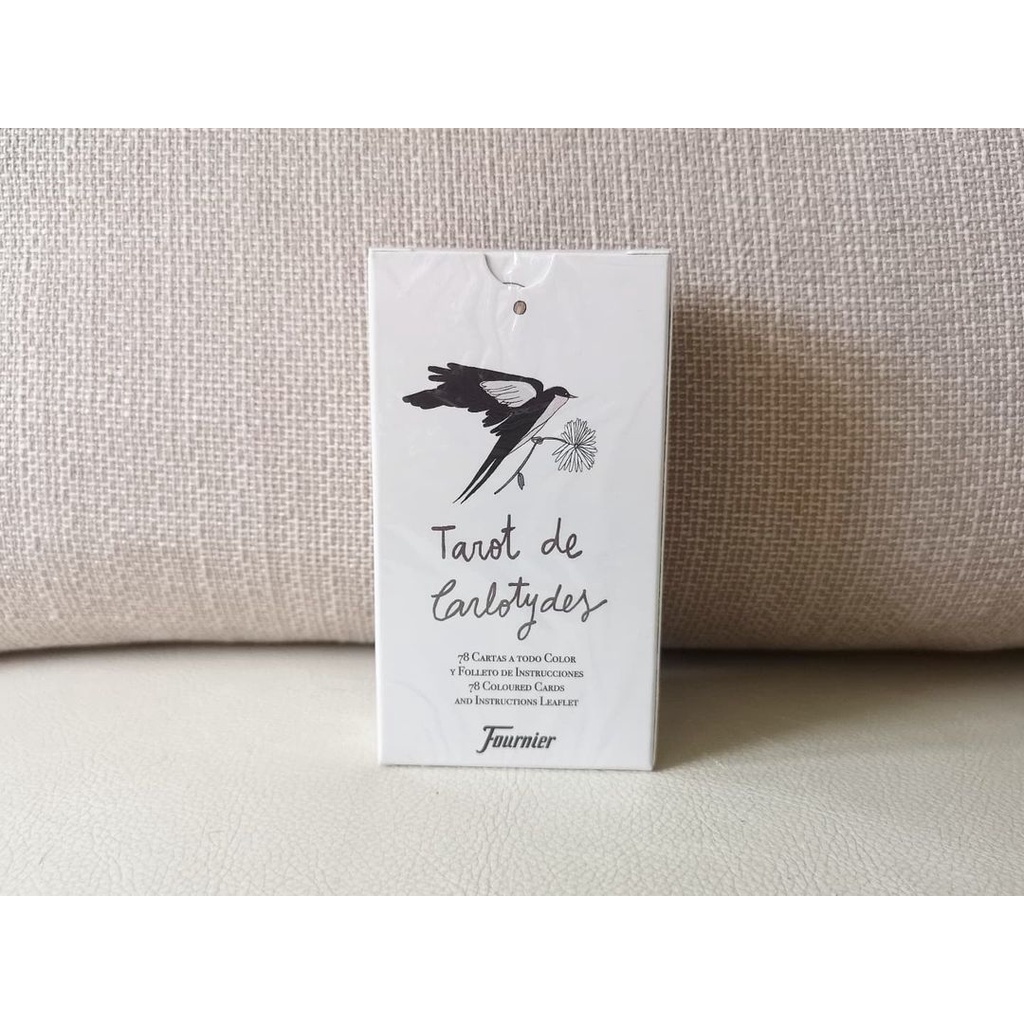 Tarot de
Carlotydes
78 Cartas a todo Color
y Folleto de Instrucciones
78 Coloured Cards
and Instructions Leaflet
Fournier